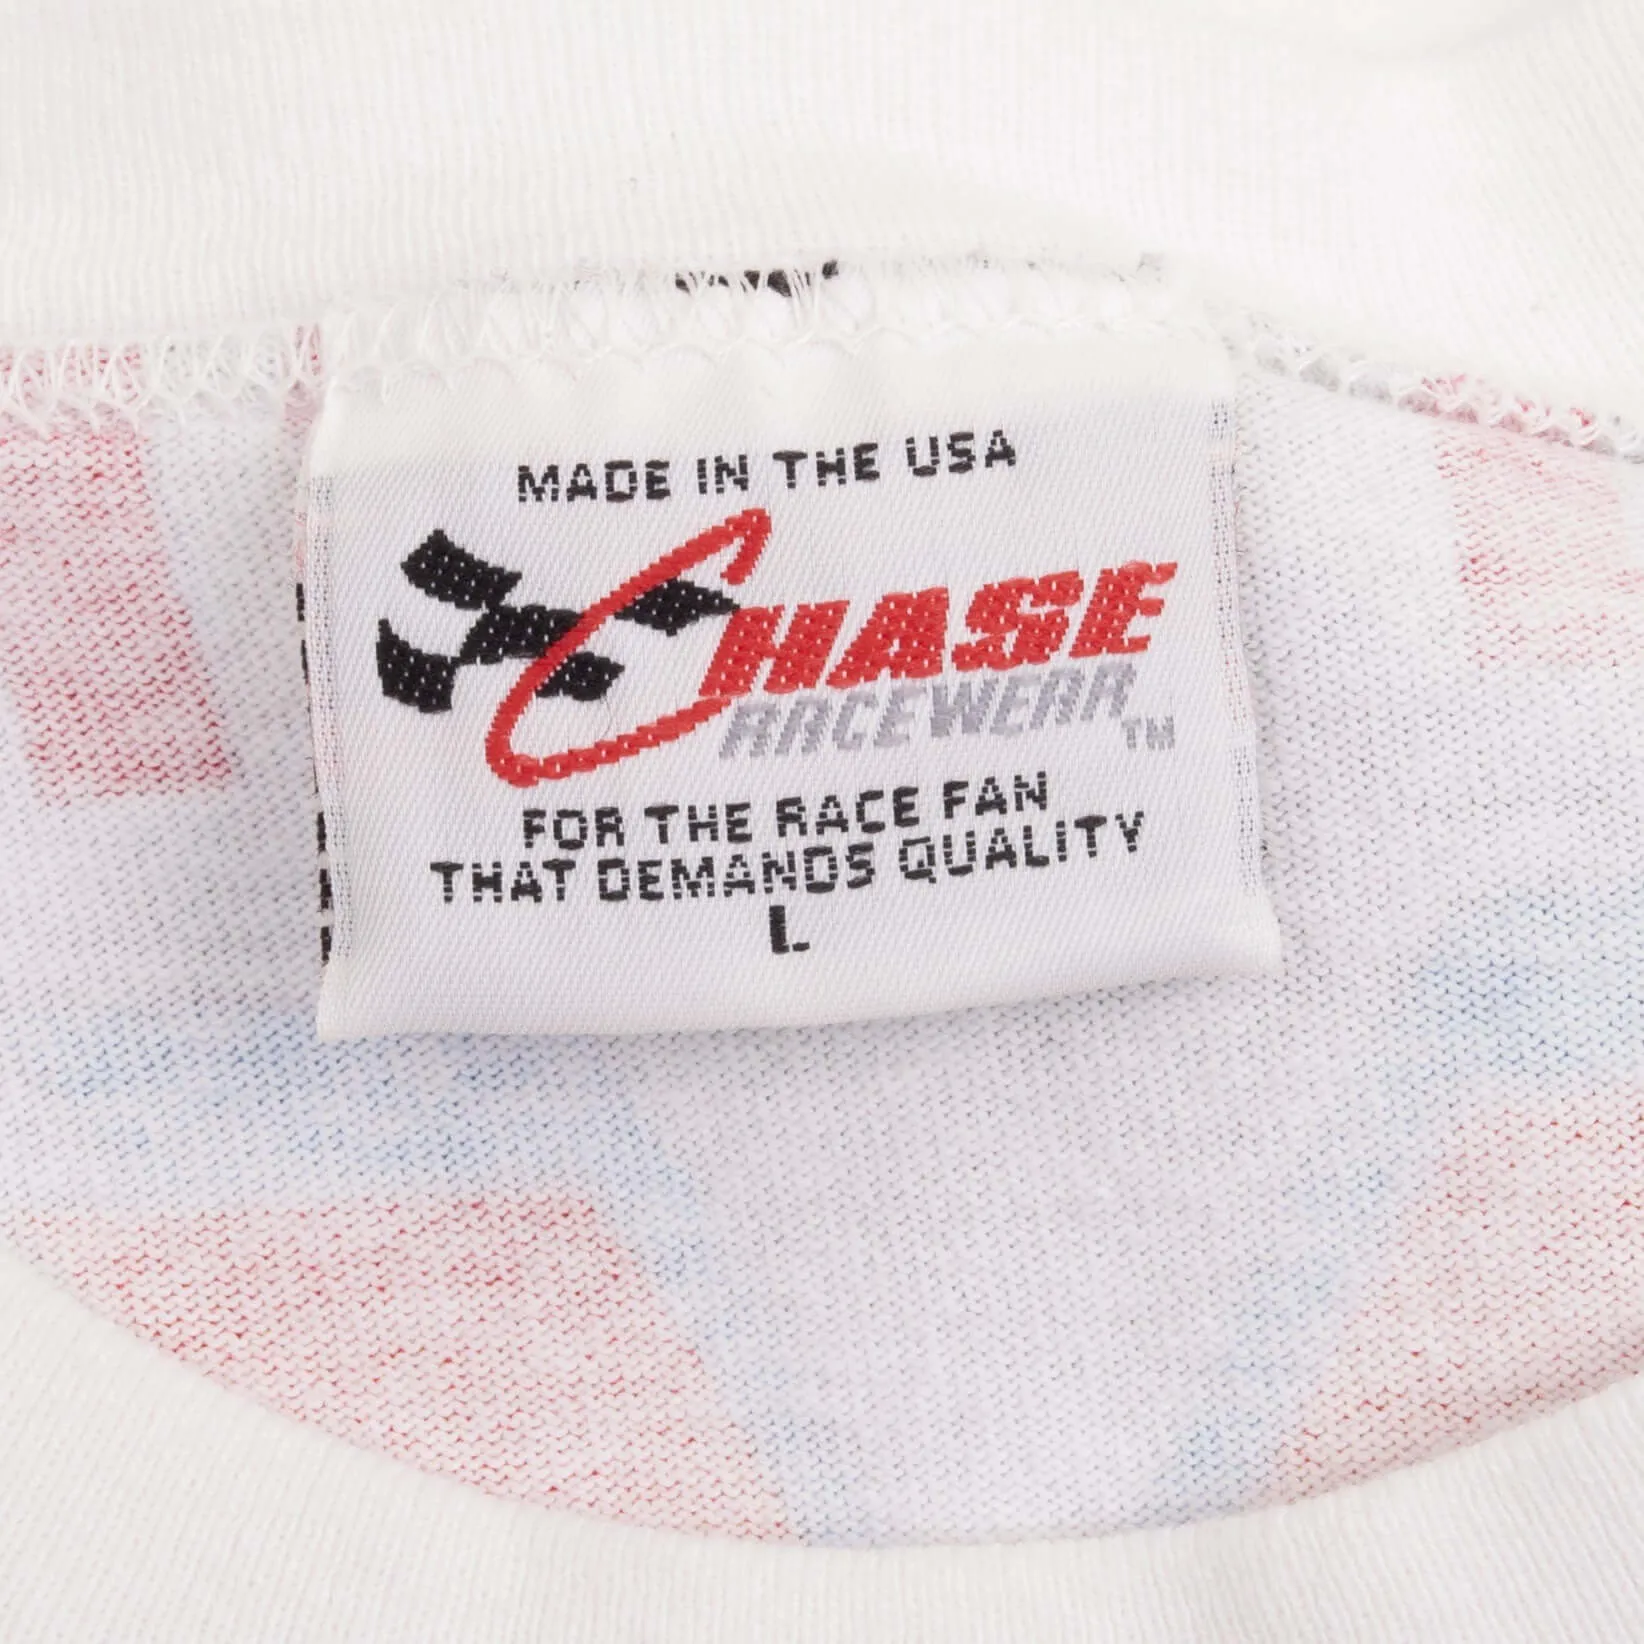 MADE IN THE USA
CHASE
RACEWEAR TM
FOR THE RACE FAN
THAT DEMANDS QUALITY
L